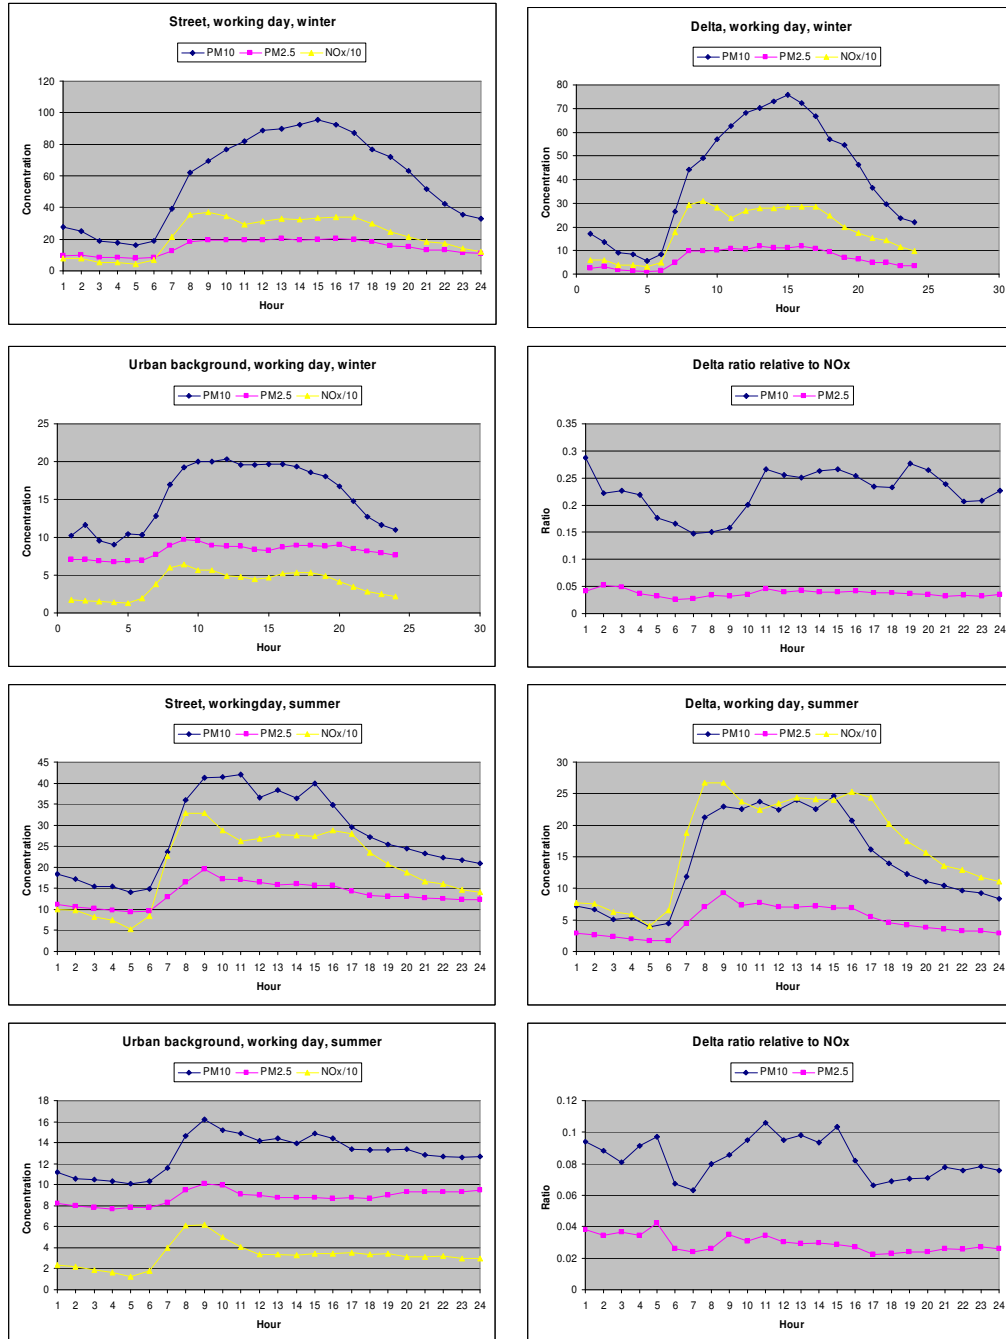 Street, working day, winter
PM10 PM2.5 NOx/10
120
100
80
60
40
20
0
Concentration
1 2 3 4 5 6 7 8 9 10 11 12 13 14 15 16 17 18 19 20 21 22 23 24
Hour
Delta, working day, winter
PM10 PM2.5 NOx/10
80
70
60
50
40
30
20
10
0
Concentration
0 5 10 15 20 25 30
Hour
Urban background, working day, winter
PM10 PM2.5 NOx/10
25
20
15
10
5
0
Concentration
0 5 10 15 20 25 30
Hour
Delta ratio relative to NOx
PM10 PM2.5
0.35
0.3
0.25
0.2
0.15
0.1
0.05
0
Ratio
1 2 3 4 5 6 7 8 9 10 11 12 13 14 15 16 17 18 19 20 21 22 23 24
Hour
Street, workingday, summer
PM10 PM2.5 NOx/10
45
40
35
30
25
20
15
10
5
0
Concentration
1 2 3 4 5 6 7 8 9 10 11 12 13 14 15 16 17 18 19 20 21 22 23 24
Hour
Delta, working day, summer
PM10 PM2.5 NOx/10
30
25
20
15
10
5
0
Concentration
1 2 3 4 5 6 7 8 9 10 11 12 13 14 15 16 17 18 19 20 21 22 23 24
Hour
Urban background, working day, summer
PM10 PM2.5 NOx/10
18
16
14
12
10
8
6
4
2
0
Concentration
1 2 3 4 5 6 7 8 9 10 11 12 13 14 15 16 17 18 19 20 21 22 23 24
Hour
Delta ratio relative to NOx
PM10 PM2.5
0.12
0.1
0.08
0.06
0.04
0.02
0
Ratio
1 2 3 4 5 6 7 8 9 10 11 12 13 14 15 16 17 18 19 20 21 22 23 24
Hour